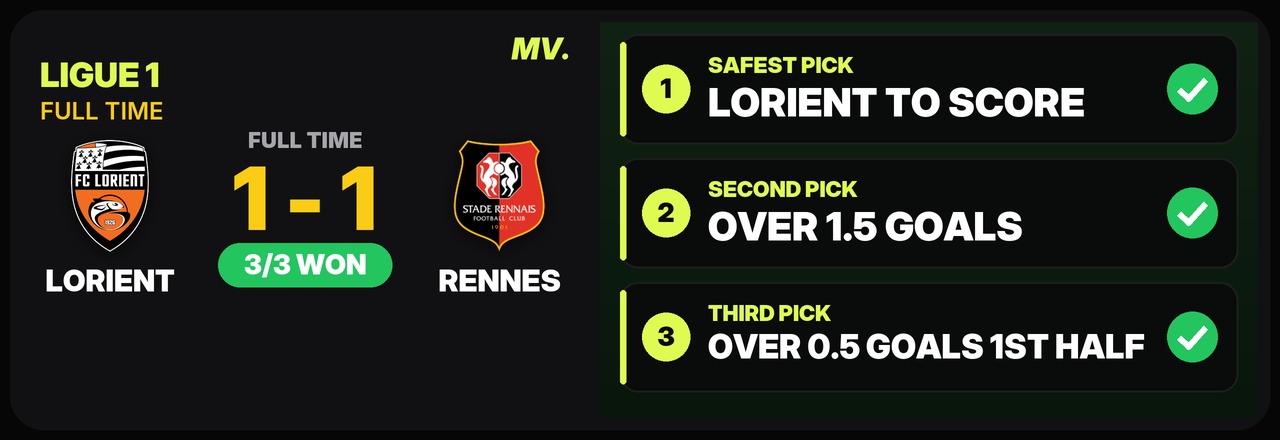 MV.
LIGUE 1
FULL TIME
FC LORIENT
1926
LORIENT
FULL TIME
1 - 1
3/3 WON
STADE RENNAIS
FOOTBALL CLUB
1901
RENNES
1
SAFEST PICK
LORIENT TO SCORE
2
SECOND PICK
OVER 1.5 GOALS
3
THIRD PICK
OVER 0.5 GOALS 1ST HALF